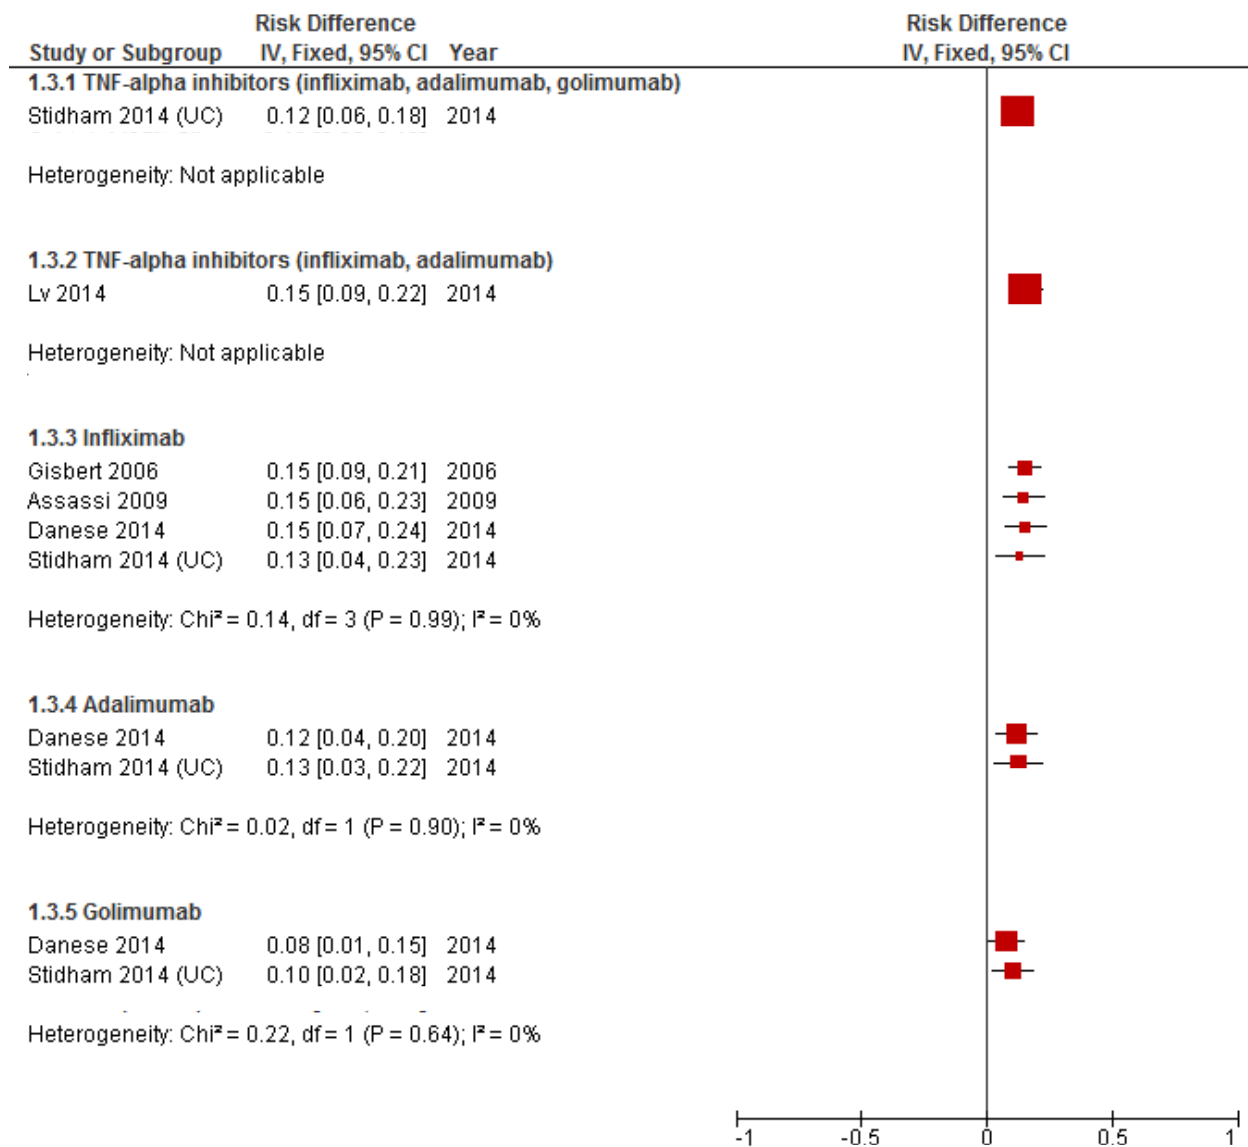 Risk Difference Risk Difference
Study or Subgroup IV, Fixed, 95% CI Year IV, Fixed, 95% CI
1.3.1 TNF-alpha inhibitors (infliximab, adalimumab, golimumab)
Stidham 2014 (UC) 0.12 [0.06, 0.18] 2014
Heterogeneity: Not applicable
1.3.2 TNF-alpha inhibitors (infliximab, adalimumab)
Lv 2014 0.15 [0.09, 0.22] 2014
Heterogeneity: Not applicable
1.3.3 Infliximab
Gisbert 2006 0.15 [0.09, 0.21] 2006
Assassi 2009 0.15 [0.06, 0.23] 2009
Danese 2014 0.15 [0.07, 0.24] 2014
Stidham 2014 (UC) 0.13 [0.04, 0.23] 2014
Heterogeneity: Chi² = 0.14, df = 3 (P = 0.99); I² = 0%
1.3.4 Adalimumab
Danese 2014 0.12 [0.04, 0.20] 2014
Stidham 2014 (UC) 0.13 [0.03, 0.22] 2014
Heterogeneity: Chi² = 0.02, df = 1 (P = 0.90); I² = 0%
1.3.5 Golimumab
Danese 2014 0.08 [0.01, 0.15] 2014
Stidham 2014 (UC) 0.10 [0.02, 0.18] 2014
Heterogeneity: Chi² = 0.22, df = 1 (P = 0.64); I² = 0%
-1 -0.5 0 0.5 1